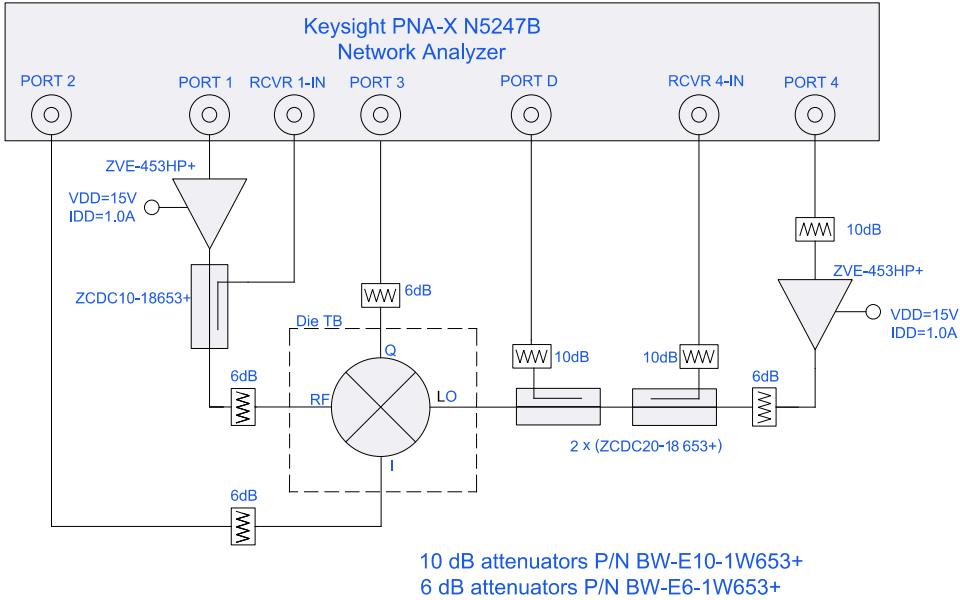 Keysight PNA-X N5247B
Network Analyzer
PORT 2
PORT 1
RCVR 1-IN
PORT 3
PORT D
RCVR 4-IN
PORT 4
ZVE-453HP+
VDD=15V
IDD=1.0A
10dB
ZVE-453HP+
ZCDC10-18653+
6dB
VDD=15V
IDD=1.0A
Die TB
Q
10dB
10dB
6dB
6dB
RF
LO
2 x (ZCDC20-18 653+)
I
6dB
10 dB attenuators P/N BW-E10-1W653+
6 dB attenuators P/N BW-E6-1W653+